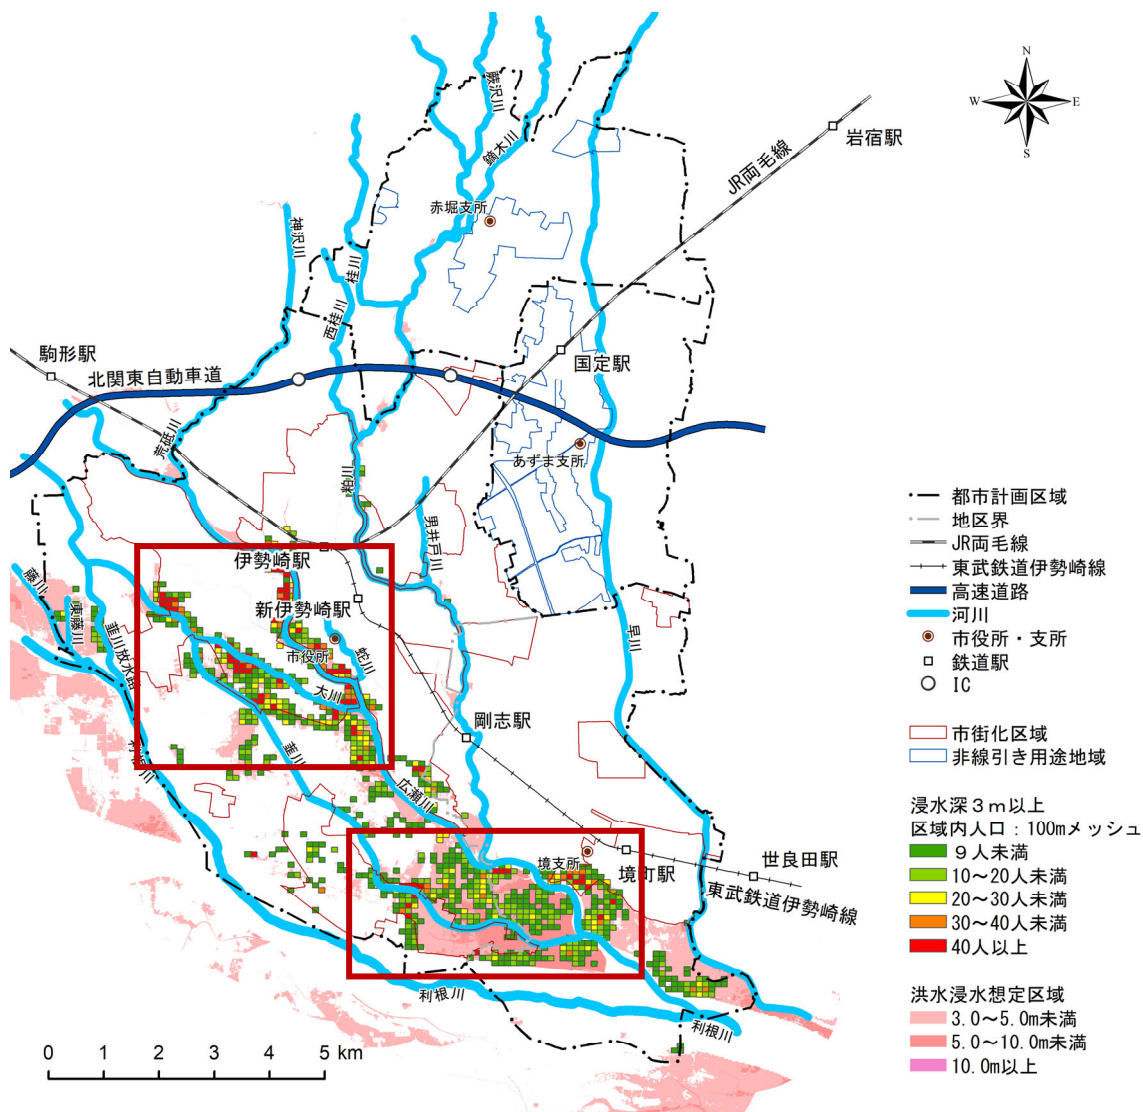 N
W
E
S
蕨沢川
鏑木川
JR両毛線
岩宿駅
赤堀支所
神沢川
桂川
西桂川
駒形駅
北関東自動車道
国定駅
荒砥川
あずま支所
粕川
男井戸川
伊勢崎駅
新伊勢崎駅
藤川
東藤川
韮川放水路
市役所
蛇川
大川
早川
剛志駅
利根川
韮川
広瀬川
境支所
境町駅
世良田駅
東武鉄道伊勢崎線
利根川
利根川
0 1 2 3 4 5 km
都市計画区域
地区界
JR両毛線
東武鉄道伊勢崎線
高速道路
河川
市役所・支所
鉄道駅
IC
市街化区域
非線引き用途地域
浸水深3m以上
区域内人口：100mメッシュ
9人未満
10～20人未満
20～30人未満
30～40人未満
40人以上
洪水浸水想定区域
3.0～5.0m未満
5.0～10.0m未満
10.0m以上